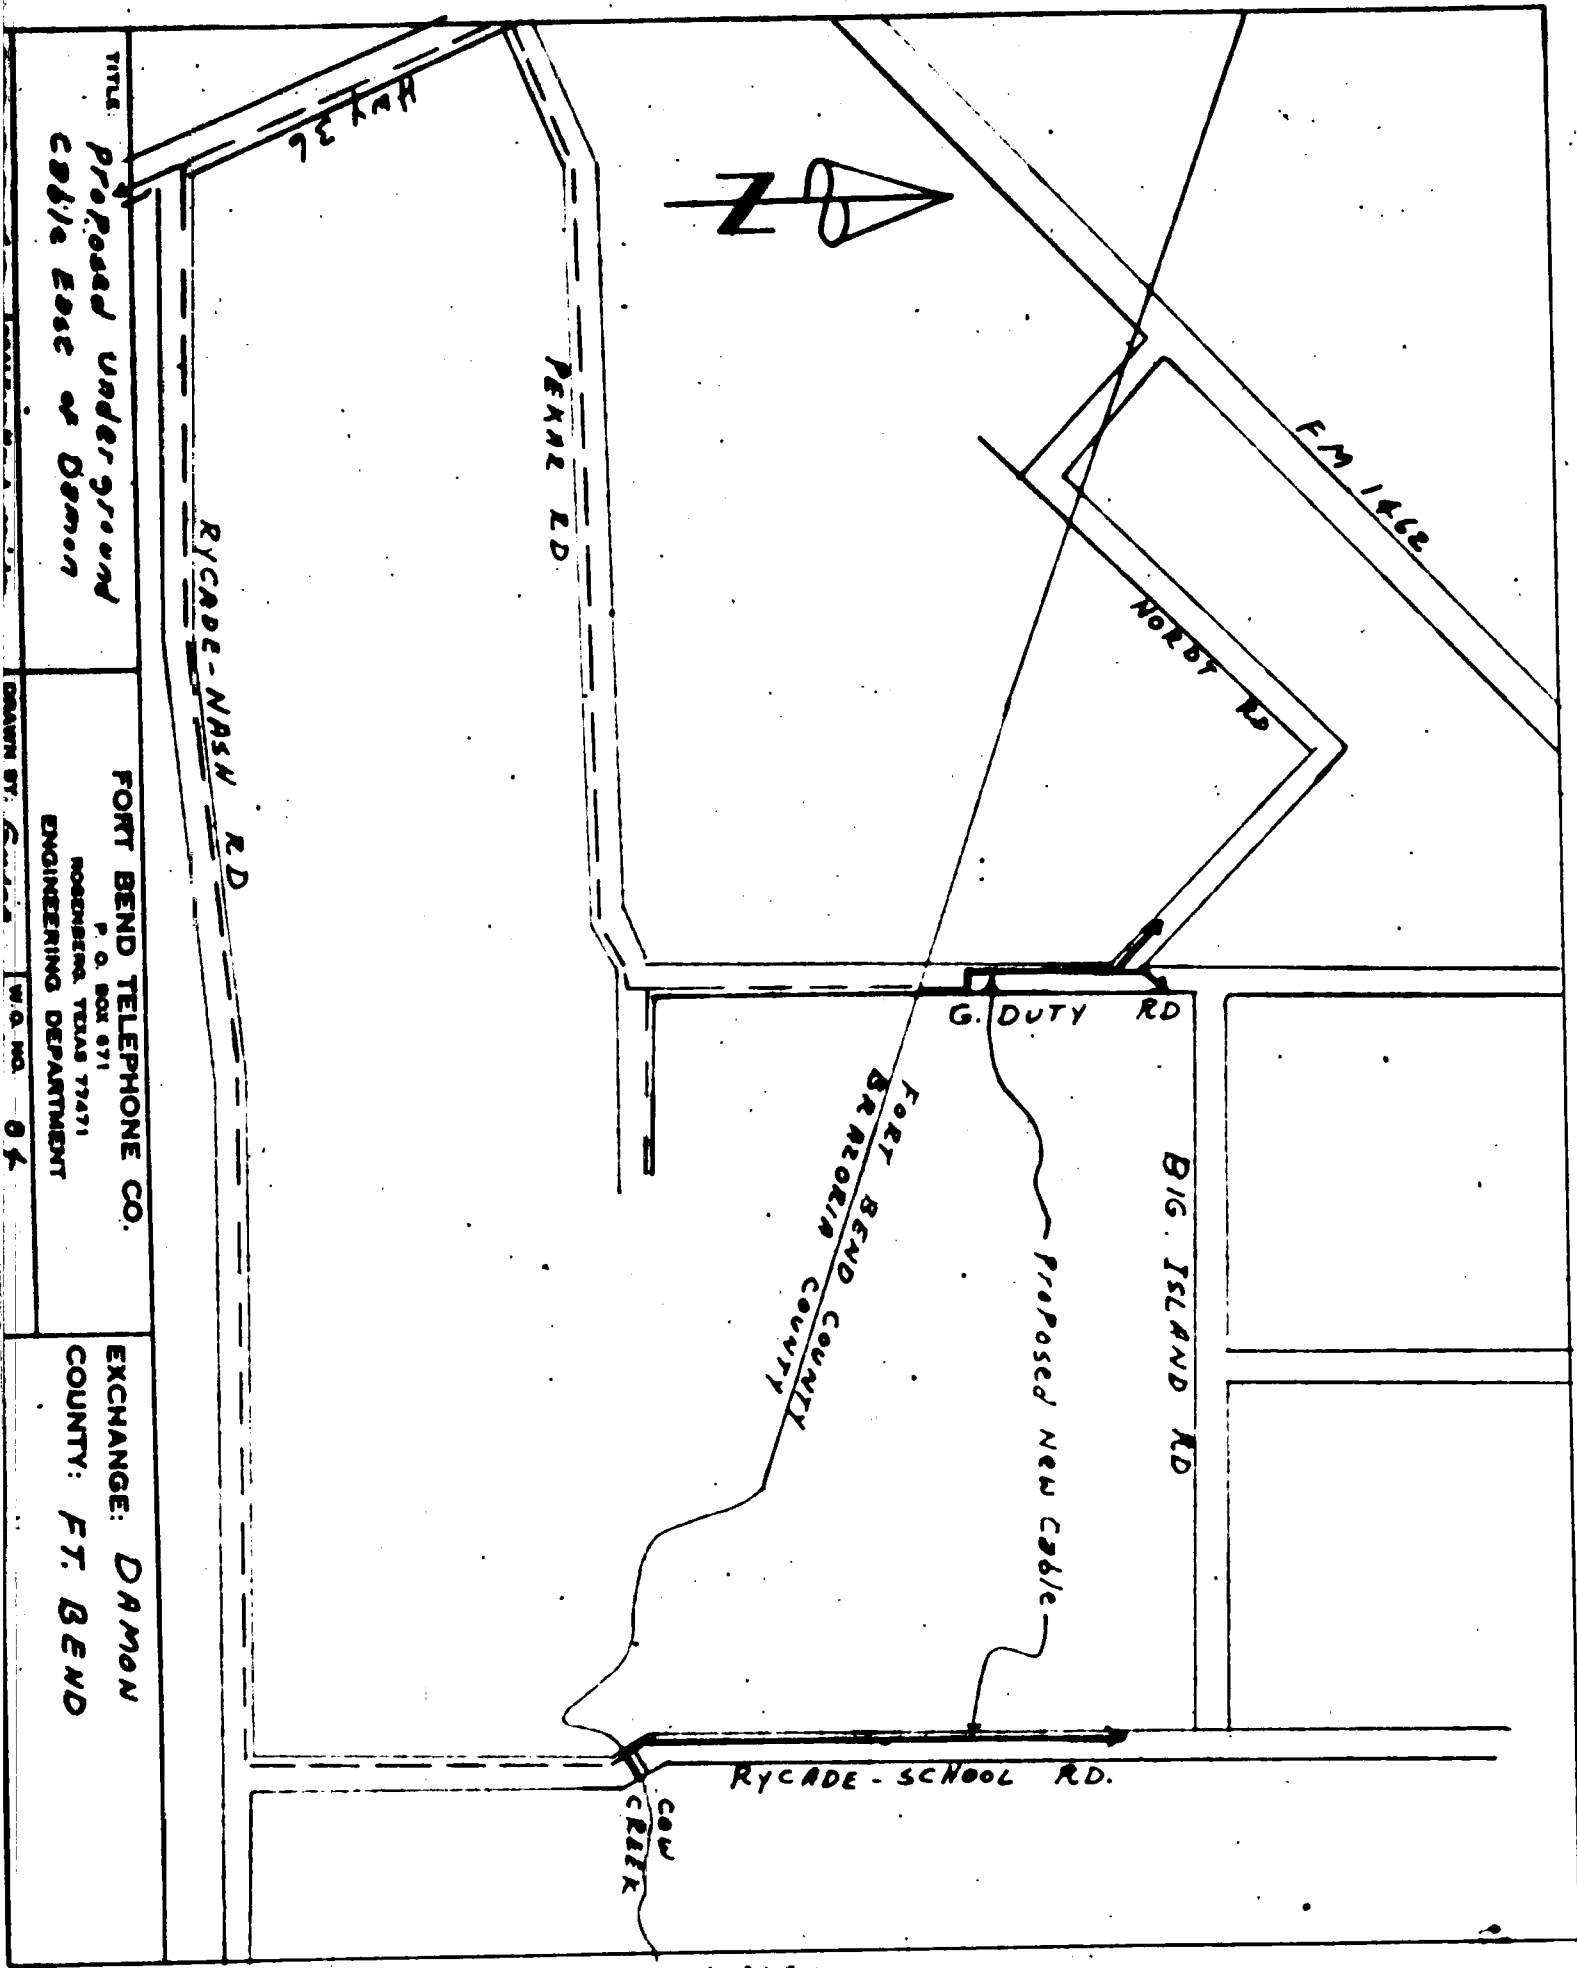 FM 1462
NORDT RD
HWY 36
PEKAR RD
G. DUTY RD
BIG ISLAND RD
Proposed New Cable
FORT BEND COUNTY
BRAZORIA COUNTY
RYCADE-NASH RD
RYCADE-SCHOOL RD.
COW
CREEK
N
TITLE: Proposed Underground
Cable East of Damon
FORT BEND TELEPHONE CO.
P. O. BOX 671
ROSENBERG, TEXAS 77471
ENGINEERING DEPARTMENT
DRAWN BY:
W.O. NO. 84
EXCHANGE: DAMON
COUNTY: FT. BEND